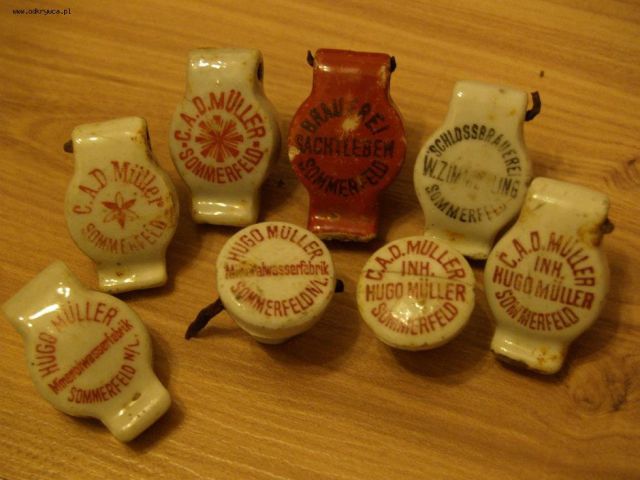 www.odkrywca.pl
C.A.D. MÜLLER
SOMMERFELD
BRAUEREI
SACHTLEBEN
SOMMERFELD
SCHLOSSBRAUEREI
SOMMERFELD
C.A.D Müller
SOMMERFELD
HUGO MÜLLER
Mineralwasserfabrik
SOMMERFELD N/L.
C.A.D. MÜLLER
INH.
HUGO MÜLLER
SOMMERFELD
C.A.D. MÜLLER
INH.
HUGO MÜLLER
SOMMERFELD
HUGO MÜLLER
Mineralwasserfabrik
SOMMERFELD N/L.